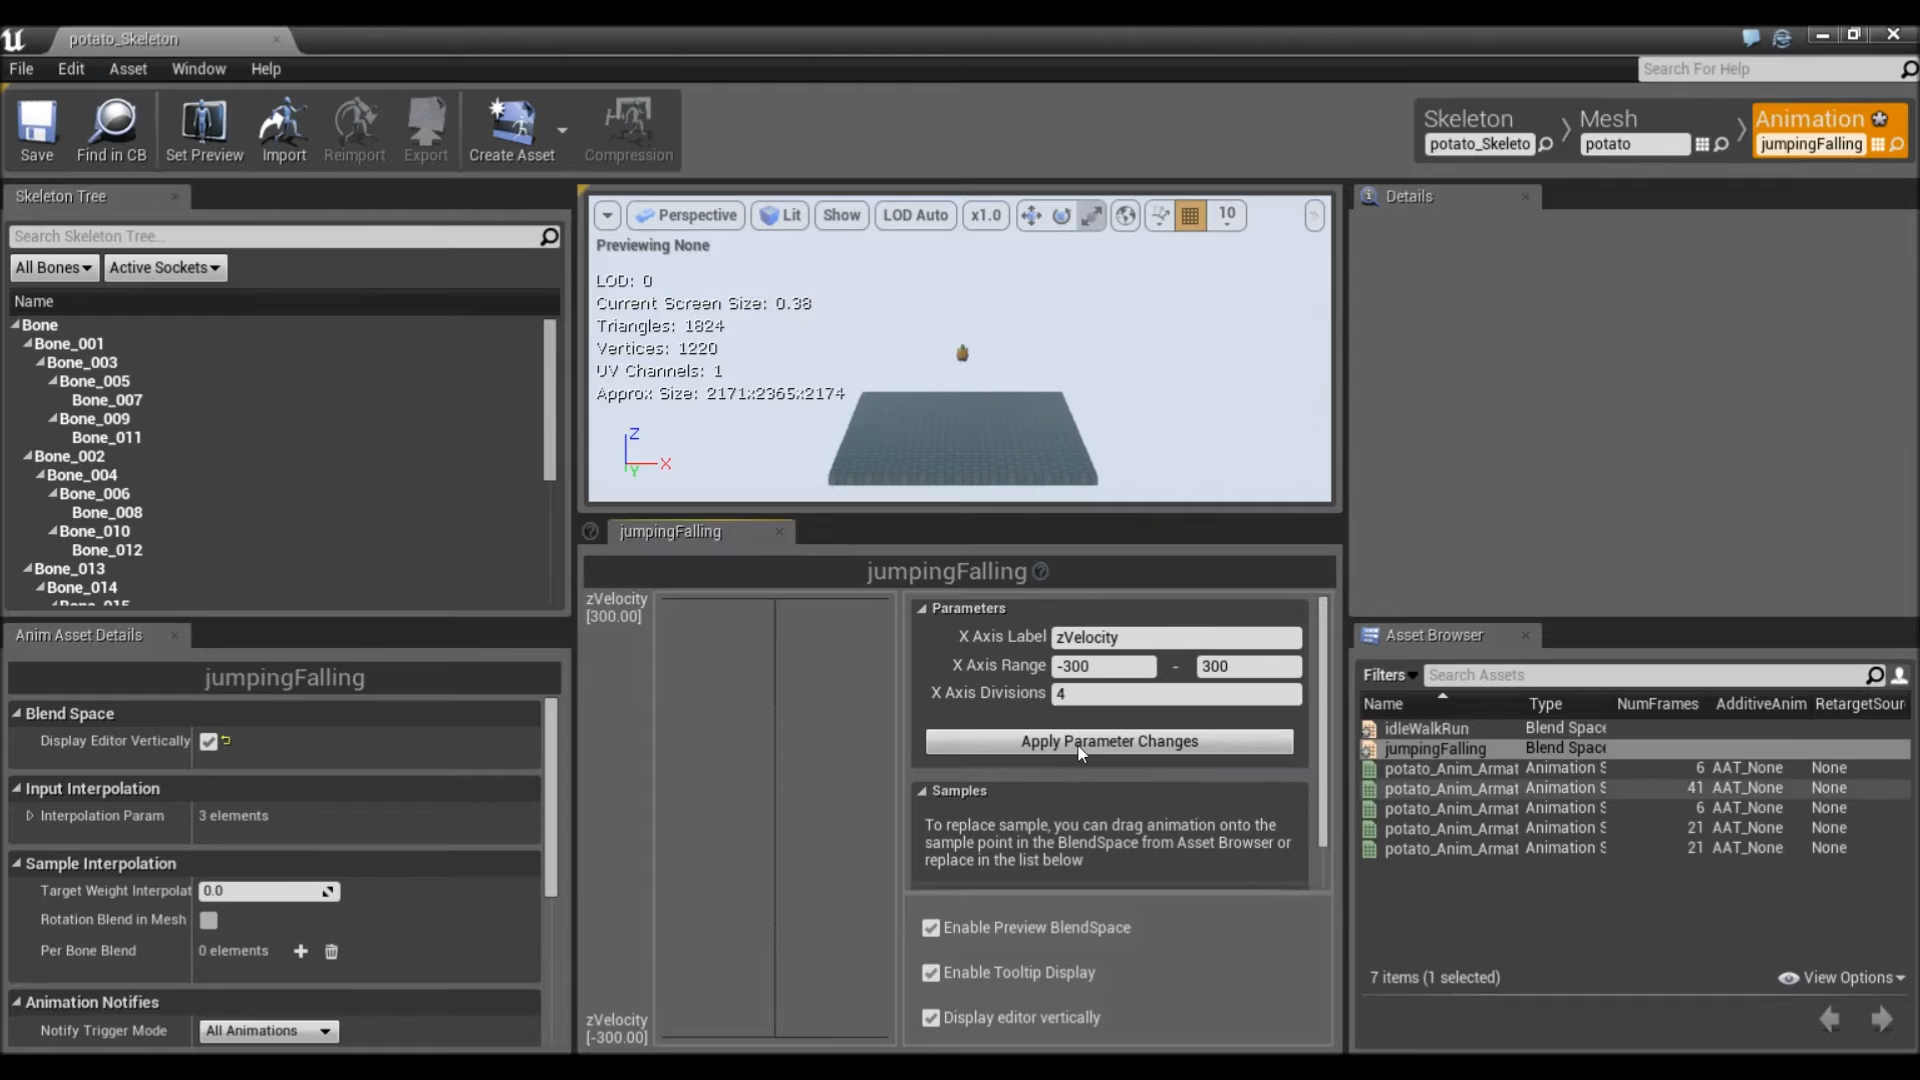 potato_Skeleton
File Edit Asset Window Help
Search For Help
Save Find in CB Set Preview Import Reimport Export Create Asset Compression
Skeleton Mesh Animation
potato_Skeleto potato jumpingFalling
Skeleton Tree
Search Skeleton Tree...
All Bones Active Sockets
Name
Bone
Bone_001
Bone_003
Bone_005
Bone_007
Bone_009
Bone_011
Bone_002
Bone_004
Bone_006
Bone_008
Bone_010
Bone_012
Bone_013
Bone_014
Bone_015
Perspective Lit Show LOD Auto x1.0 10
Previewing None
LOD: 0
Current Screen Size: 0.38
Triangles: 1824
Vertices: 1220
UV Channels: 1
Approx Size: 2171x2365x2174
Z
X
Y
Details
Anim Asset Details
jumpingFalling
Blend Space
Display Editor Vertically
Input Interpolation
Interpolation Param 3 elements
Sample Interpolation
Target Weight Interpolat 0.0
Rotation Blend in Mesh
Per Bone Blend 0 elements
Animation Notifies
Notify Trigger Mode All Animations
jumpingFalling
jumpingFalling
zVelocity
[300.00]
zVelocity
[-300.00]
Parameters
X Axis Label zVelocity
X Axis Range -300 - 300
X Axis Divisions 4
Apply Parameter Changes
Samples
To replace sample, you can drag animation onto the
sample point in the BlendSpace from Asset Browser or
replace in the list below
Enable Preview BlendSpace
Enable Tooltip Display
Display editor vertically
Asset Browser
Filters Search Assets
Name Type NumFrames AdditiveAnim RetargetSour
idleWalkRun Blend Space
jumpingFalling Blend Space
potato_Anim_Armat Animation S 6 AAT_None None
potato_Anim_Armat Animation S 41 AAT_None None
potato_Anim_Armat Animation S 6 AAT_None None
potato_Anim_Armat Animation S 21 AAT_None None
potato_Anim_Armat Animation S 21 AAT_None None
7 items (1 selected) View Options